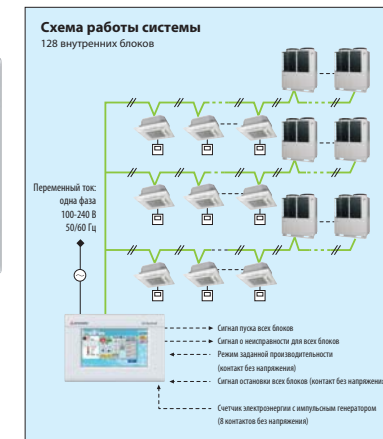 Схема работы системы
128 внутренних блоков
Переменный ток:
одна фаза
100-240 В
50/60 Гц
Сигнал пуска всех блоков
Сигнал о неисправности для всех блоков
Режим заданной производительности
(контакт без напряжения)
Сигнал остановки всех блоков (контакт без напряжения
Счетчик электроэнергии с импульсным генератором
(8 контактов без напряжения)